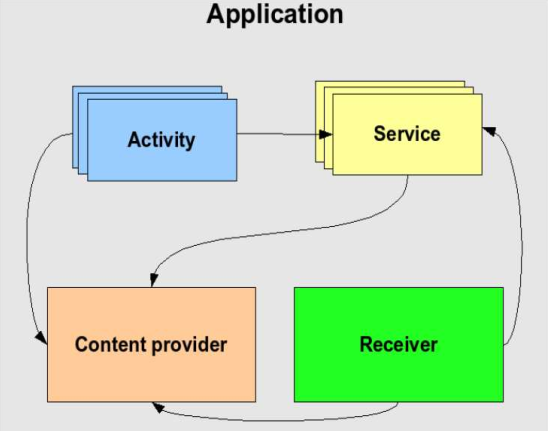 Application
Activity
Service
Content provider
Receiver